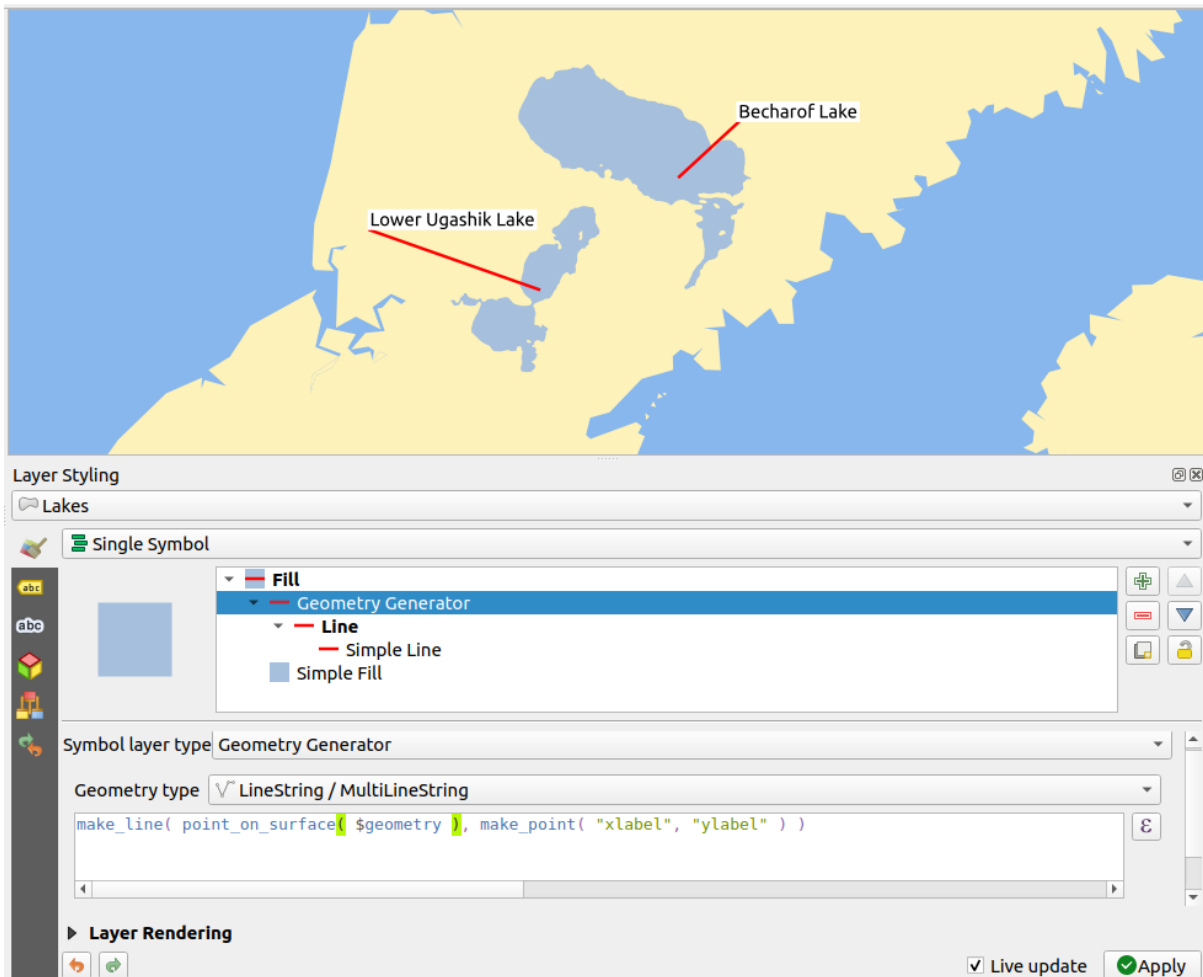 Becharof Lake
Lower Ugashik Lake
Layer Styling
Lakes
Single Symbol
abc
abc
Fill
Geometry Generator
Line
Simple Line
Simple Fill
Symbol layer type Geometry Generator
Geometry type LineString / MultiLineString
make_line( point_on_surface( $geometry ), make_point( "xlabel", "ylabel" ) )
ε
Layer Rendering
Live update Apply